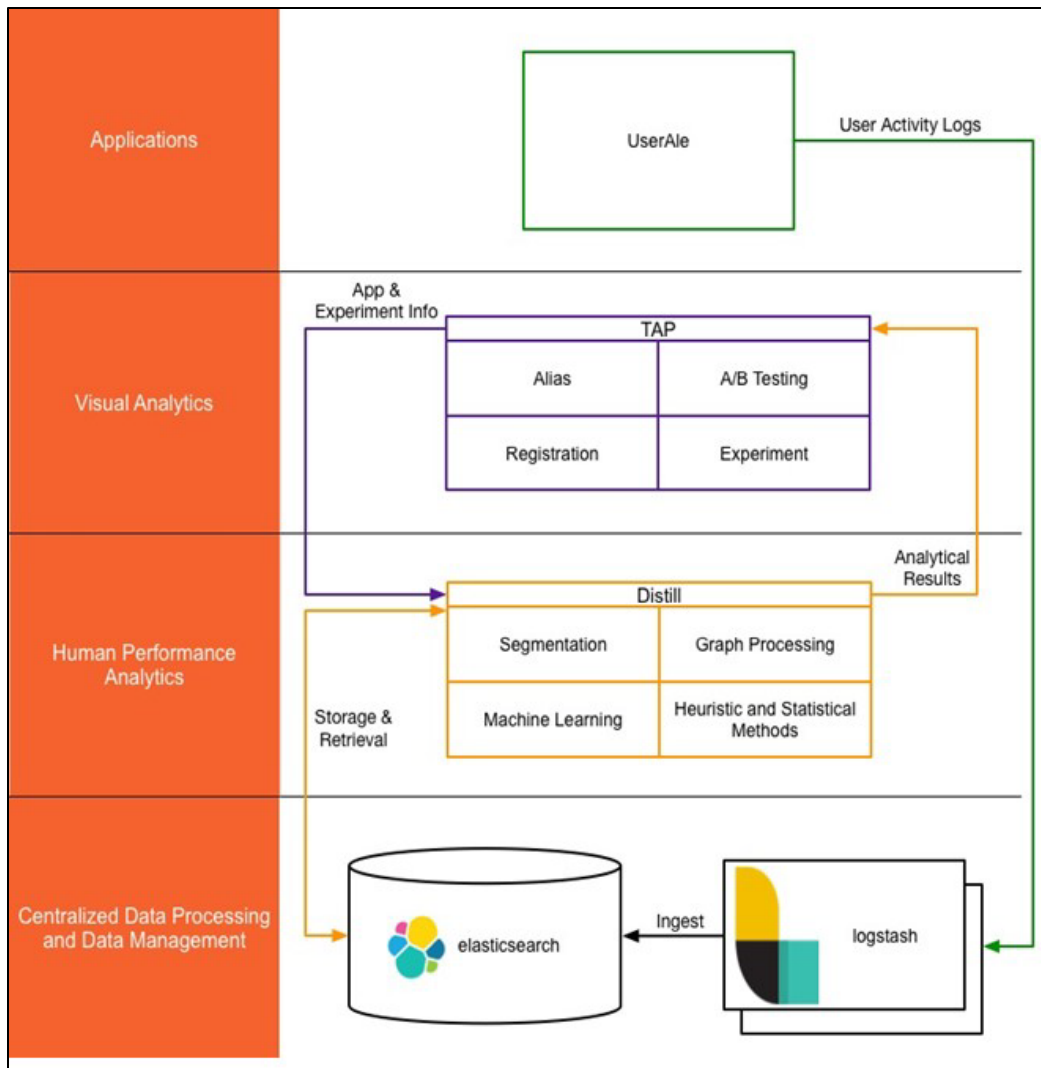 Applications
UserAle
User Activity Logs
Visual Analytics
App &
Experiment Info
TAP
Alias
A/B Testing
Registration
Experiment
Human Performance
Analytics
Analytical
Results
Distill
Segmentation
Graph Processing
Machine Learning
Heuristic and Statistical
Methods
Storage &
Retrieval
Centralized Data Processing
and Data Management
elasticsearch
Ingest
logstash